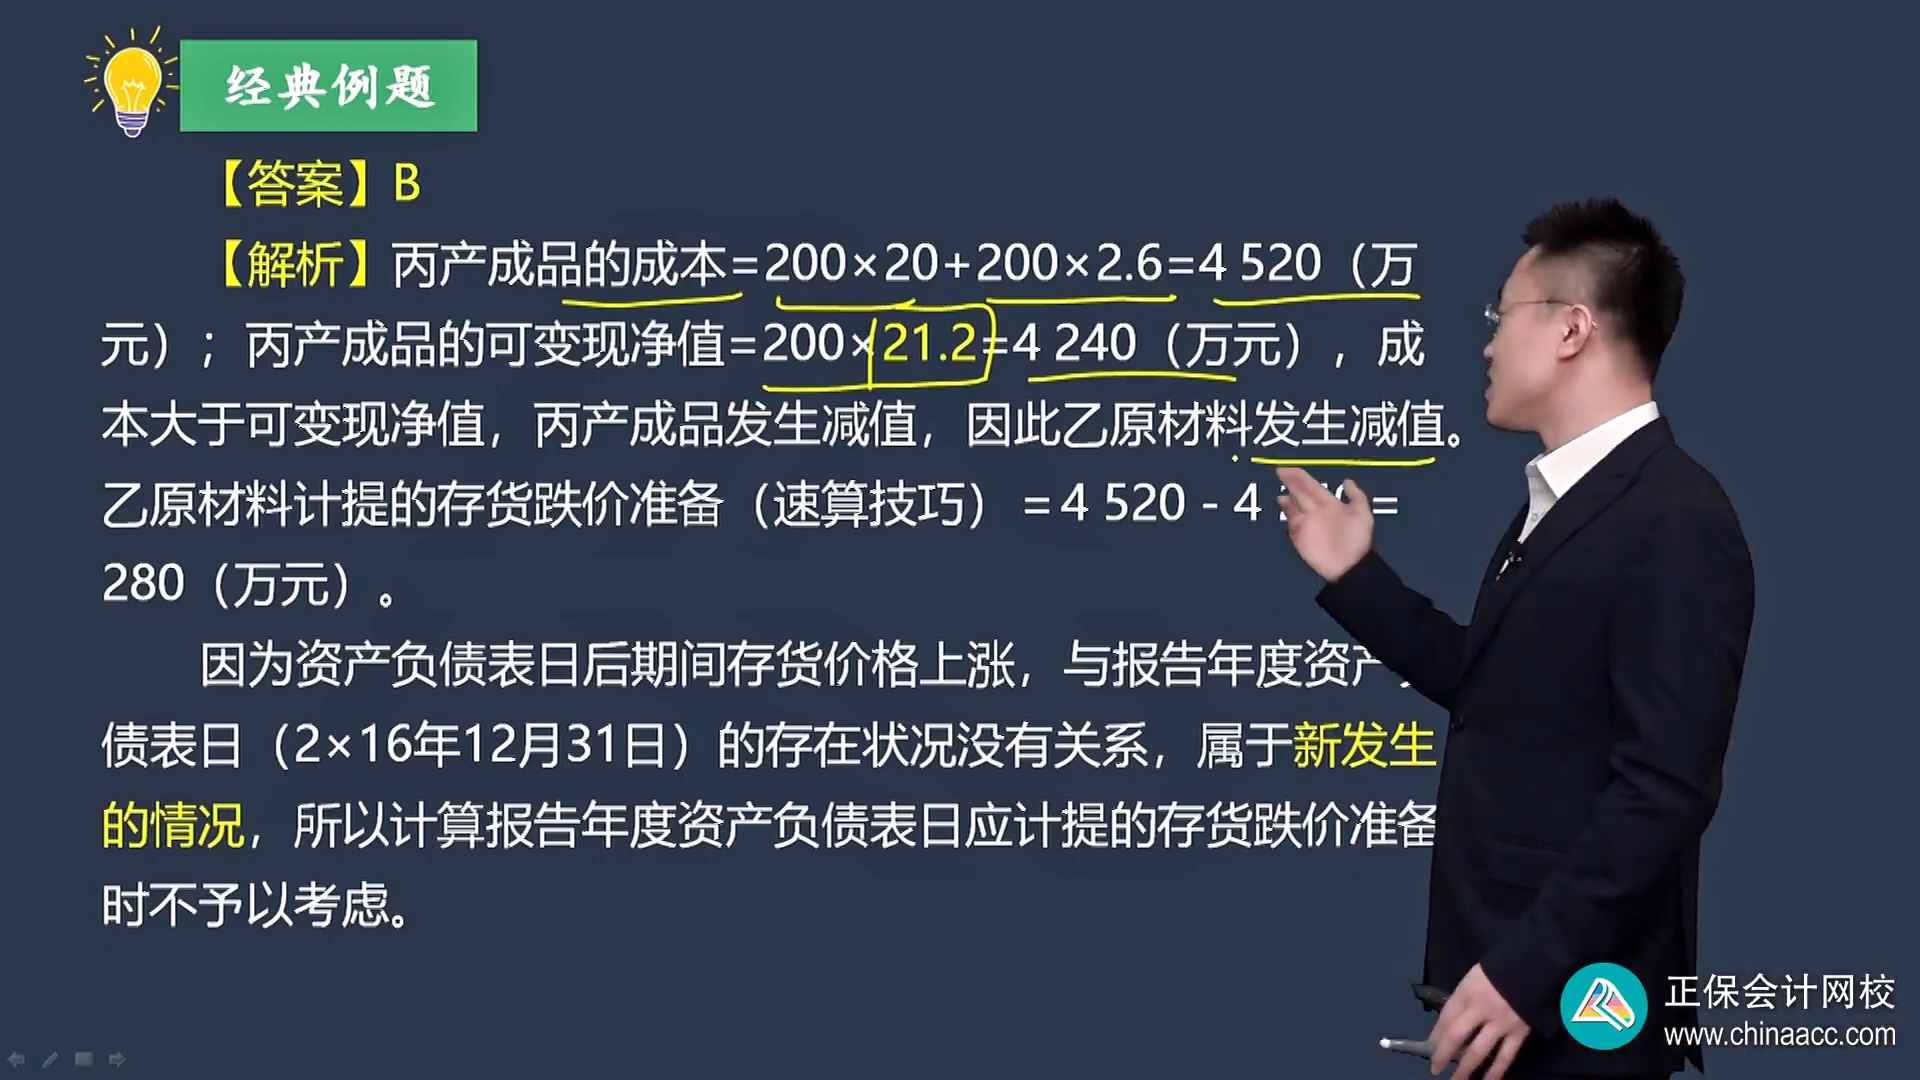 经典例题
【答案】B
【解析】丙产成品的成本=200×20+200×2.6=4 520（万
元）；丙产成品的可变现净值=200×21.2=4 240（万元），成
本大于可变现净值，丙产成品发生减值，因此乙原材料发生减值。
乙原材料计提的存货跌价准备（速算技巧）=4 520 - 4 =
280（万元）。
因为资产负债表日后期间存货价格上涨，与报告年度资产
债表日（2×16年12月31日）的存在状况没有关系，属于新发生
的情况，所以计算报告年度资产负债表日应计提的存货跌价准备
时不予以考虑。
正保会计网校
www.chinaacc.com